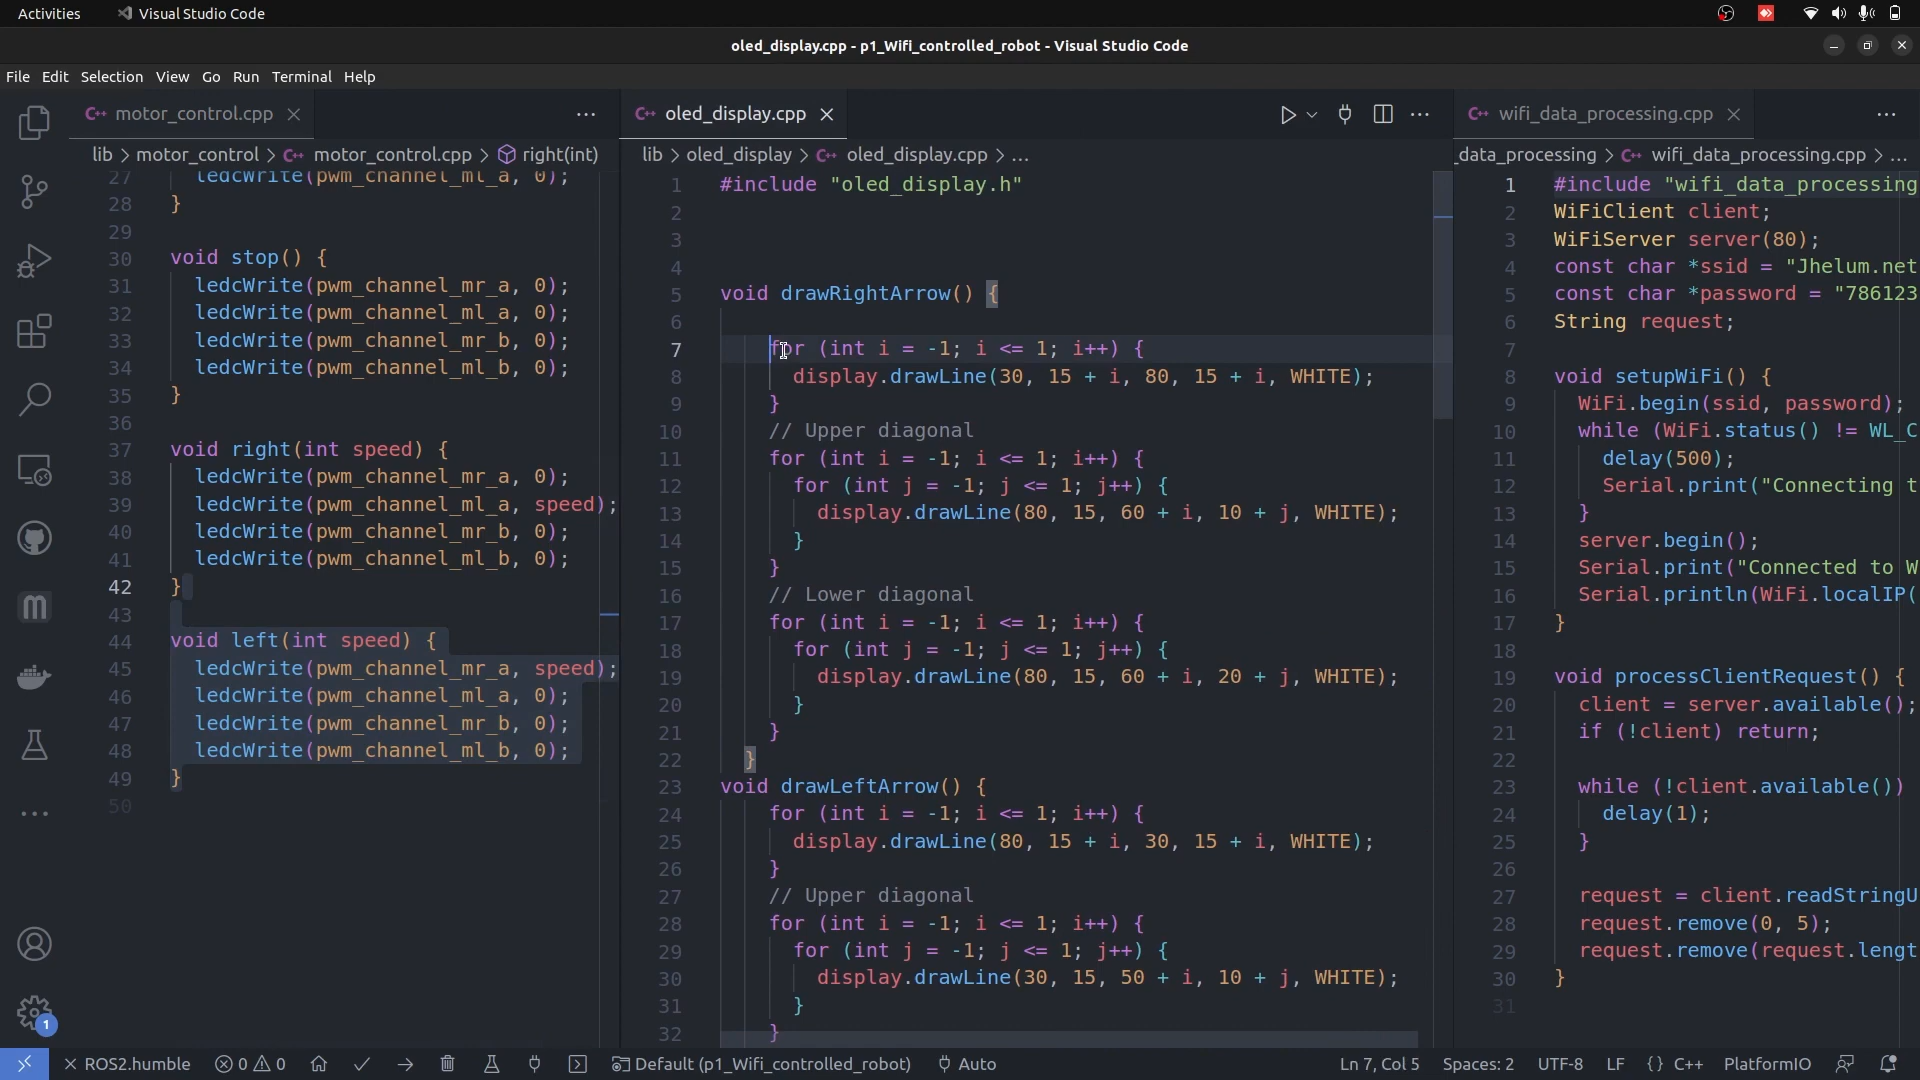 Activities
Visual Studio Code
oled_display.cpp - p1_Wifi_controlled_robot - Visual Studio Code
File Edit Selection View Go Run Terminal Help
motor_control.cpp
lib > motor_control > motor_control.cpp > right(int)
27 ledcWrite(pwm_channel_ml_a, 0);
28 }
29
30 void stop() {
31 ledcWrite(pwm_channel_mr_a, 0);
32 ledcWrite(pwm_channel_ml_a, 0);
33 ledcWrite(pwm_channel_mr_b, 0);
34 ledcWrite(pwm_channel_ml_b, 0);
35 }
36
37 void right(int speed) {
38 ledcWrite(pwm_channel_mr_a, 0);
39 ledcWrite(pwm_channel_ml_a, speed);
40 ledcWrite(pwm_channel_mr_b, 0);
41 ledcWrite(pwm_channel_ml_b, 0);
42 }
43
44 void left(int speed) {
45 ledcWrite(pwm_channel_mr_a, speed);
46 ledcWrite(pwm_channel_ml_a, 0);
47 ledcWrite(pwm_channel_mr_b, 0);
48 ledcWrite(pwm_channel_ml_b, 0);
49 }
50
oled_display.cpp
lib > oled_display > oled_display.cpp > ...
1 #include "oled_display.h"
2
3
4
5 void drawRightArrow() {
6
7 for (int i = -1; i <= 1; i++) {
8 display.drawLine(30, 15 + i, 80, 15 + i, WHITE);
9 }
10 // Upper diagonal
11 for (int i = -1; i <= 1; i++) {
12 for (int j = -1; j <= 1; j++) {
13 display.drawLine(80, 15, 60 + i, 10 + j, WHITE);
14 }
15 }
16 // Lower diagonal
17 for (int i = -1; i <= 1; i++) {
18 for (int j = -1; j <= 1; j++) {
19 display.drawLine(80, 15, 60 + i, 20 + j, WHITE);
20 }
21 }
22 }
23 void drawLeftArrow() {
24 for (int i = -1; i <= 1; i++) {
25 display.drawLine(80, 15 + i, 30, 15 + i, WHITE);
26 }
27 // Upper diagonal
28 for (int i = -1; i <= 1; i++) {
29 for (int j = -1; j <= 1; j++) {
30 display.drawLine(30, 15, 50 + i, 10 + j, WHITE);
31 }
32 }
wifi_data_processing.cpp
_data_processing > wifi_data_processing.cpp > ...
1 #include "wifi_data_processing
2 WiFiClient client;
3 WiFiServer server(80);
4 const char *ssid = "Jhelum.net
5 const char *password = "786123
6 String request;
7
8 void setupWiFi() {
9 WiFi.begin(ssid, password);
10 while (WiFi.status() != WL_C
11 delay(500);
12 Serial.print("Connecting t
13 }
14 server.begin();
15 Serial.print("Connected to W
16 Serial.println(WiFi.localIP(
17 }
18
19 void processClientRequest() {
20 client = server.available();
21 if (!client) return;
22
23 while (!client.available())
24 delay(1);
25 }
26
27 request = client.readStringU
28 request.remove(0, 5);
29 request.remove(request.lengt
30 }
31
m
1
ROS2.humble
0 0
Default (p1_Wifi_controlled_robot)
Auto
Ln 7, Col 5
Spaces: 2
UTF-8
LF
{} C++
PlatformIO